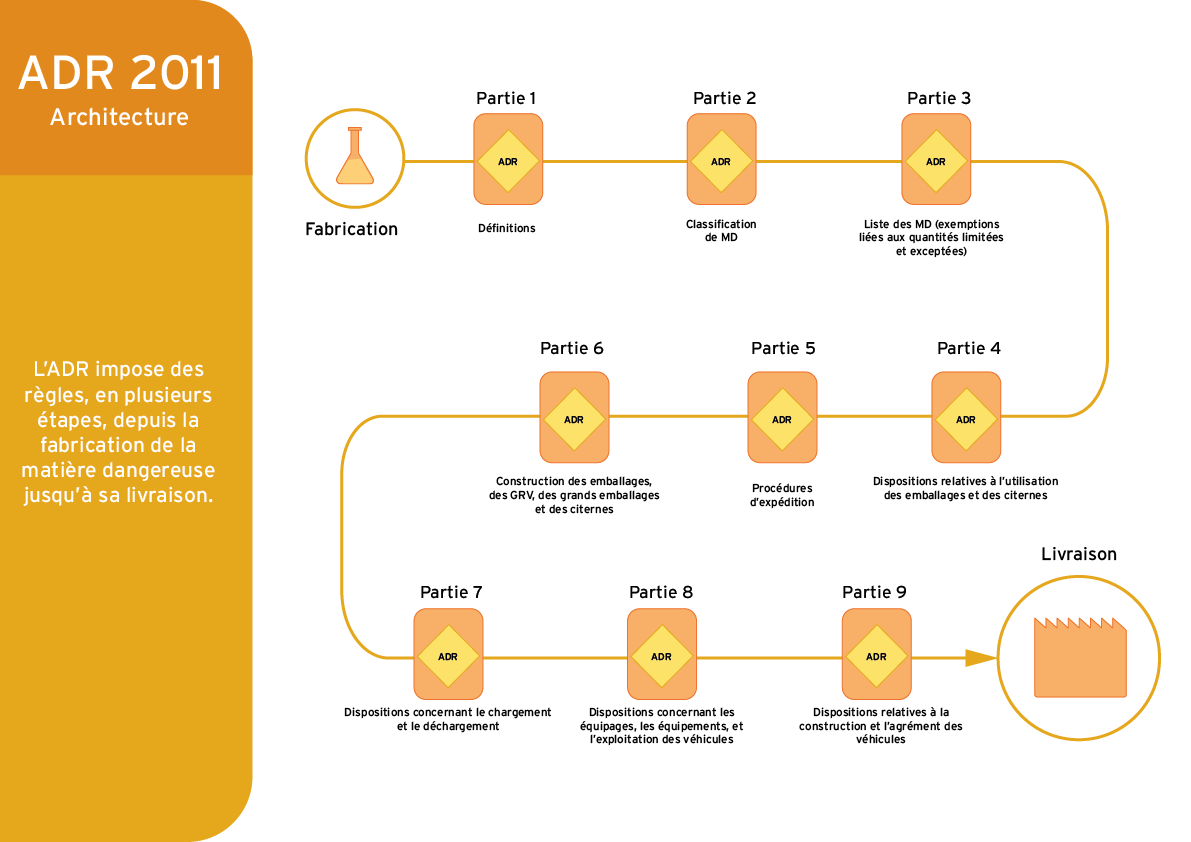 ADR 2011
Architecture
L'ADR impose des
règles, en plusieurs
étapes, depuis la
fabrication de la
matière dangereuse
jusqu'à sa livraison.
Fabrication
Partie 1
ADR
Définitions
Partie 2
ADR
Classification
de MD
Partie 3
ADR
Liste des MD (exemptions
liées aux quantités limitées
et exceptées)
Partie 4
ADR
Dispositions relatives à l'utilisation
des emballages et des citernes
Partie 5
ADR
Procédures
d'expédition
Partie 6
ADR
Construction des emballages,
des GRV, des grands emballages
et des citernes
Partie 7
ADR
Dispositions concernant le chargement
et le déchargement
Partie 8
ADR
Dispositions concernant les
équipages, les équipements, et
l'exploitation des véhicules
Partie 9
ADR
Dispositions relatives à la
construction et l'agrément des
véhicules
Livraison